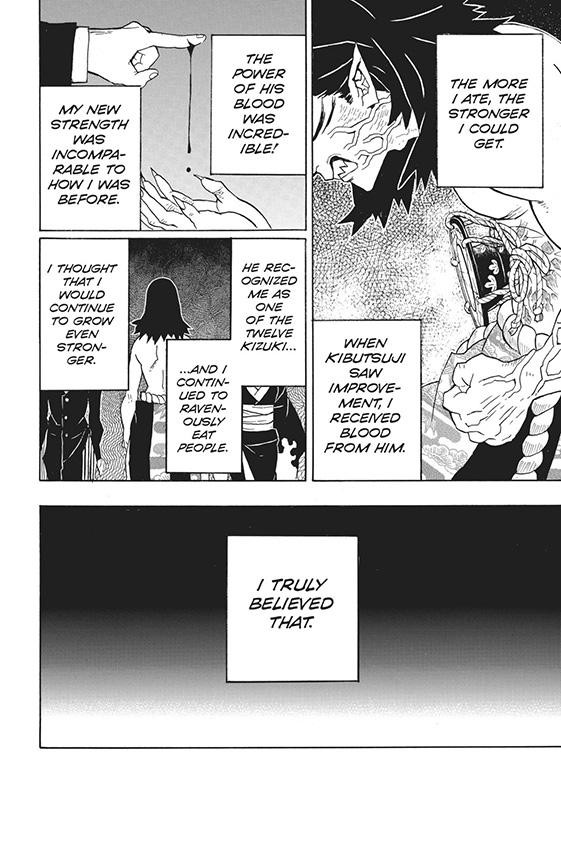 THE MORE
I ATE, THE
STRONGER
I COULD
GET.
WHEN
KIBUTSUJI
SAW
IMPROVE-
MENT, I
RECEIVED
BLOOD
FROM HIM.
THE
POWER
OF HIS
BLOOD
WAS
INCRED-
IBLE!
MY NEW
STRENGTH
WAS
INCOMPA-
RABLE TO
HOW I WAS
BEFORE.
HE REC-
OGNIZED
ME AS
ONE
OF THE
TWELVE
KIZUKI...
...AND I
CONTIN-
UED TO
RAVEN-
OUSLY
EAT
PEOPLE.
I THOUGHT
THAT I
WOULD
CONTINUE
TO GROW
EVEN
STRON-
GER.
I TRULY
BELIEVED
THAT.